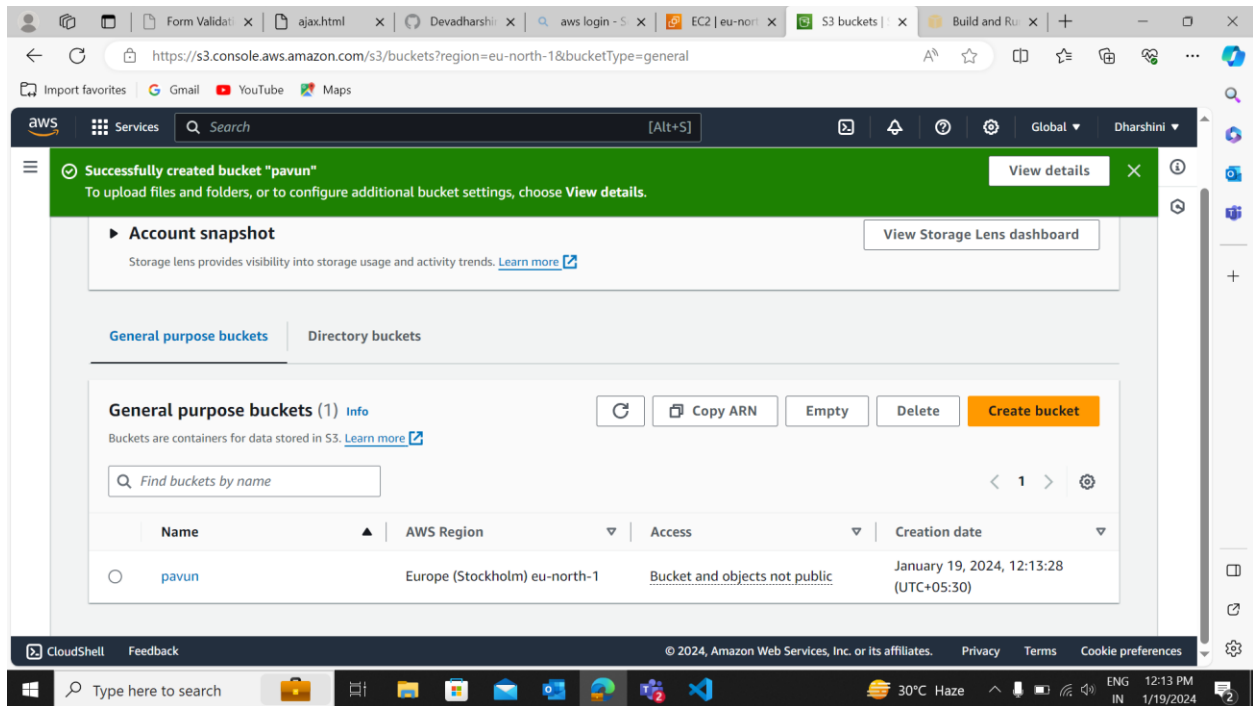 Form Validati
ajax.html
Devadharshin
aws login - S
EC2 | eu-nort
S3 buckets | S
Build and Ru
https://s3.console.aws.amazon.com/s3/buckets?region=eu-north-1&bucketType=general
Import favorites
Gmail
YouTube
Maps
aws
Services
Search
[Alt+S]
Global
Dharshini
Successfully created bucket "pavun"
To upload files and folders, or to configure additional bucket settings, choose View details.
View details
Account snapshot
Storage lens provides visibility into storage usage and activity trends. Learn more
View Storage Lens dashboard
General purpose buckets
Directory buckets
General purpose buckets (1) Info
Buckets are containers for data stored in S3. Learn more
Copy ARN
Empty
Delete
Create bucket
Find buckets by name
1
Name
AWS Region
Access
Creation date
pavun
Europe (Stockholm) eu-north-1
Bucket and objects not public
January 19, 2024, 12:13:28
(UTC+05:30)
CloudShell
Feedback
© 2024, Amazon Web Services, Inc. or its affiliates.
Privacy
Terms
Cookie preferences
Type here to search
30°C Haze
ENG
IN
12:13 PM
1/19/2024
2
2